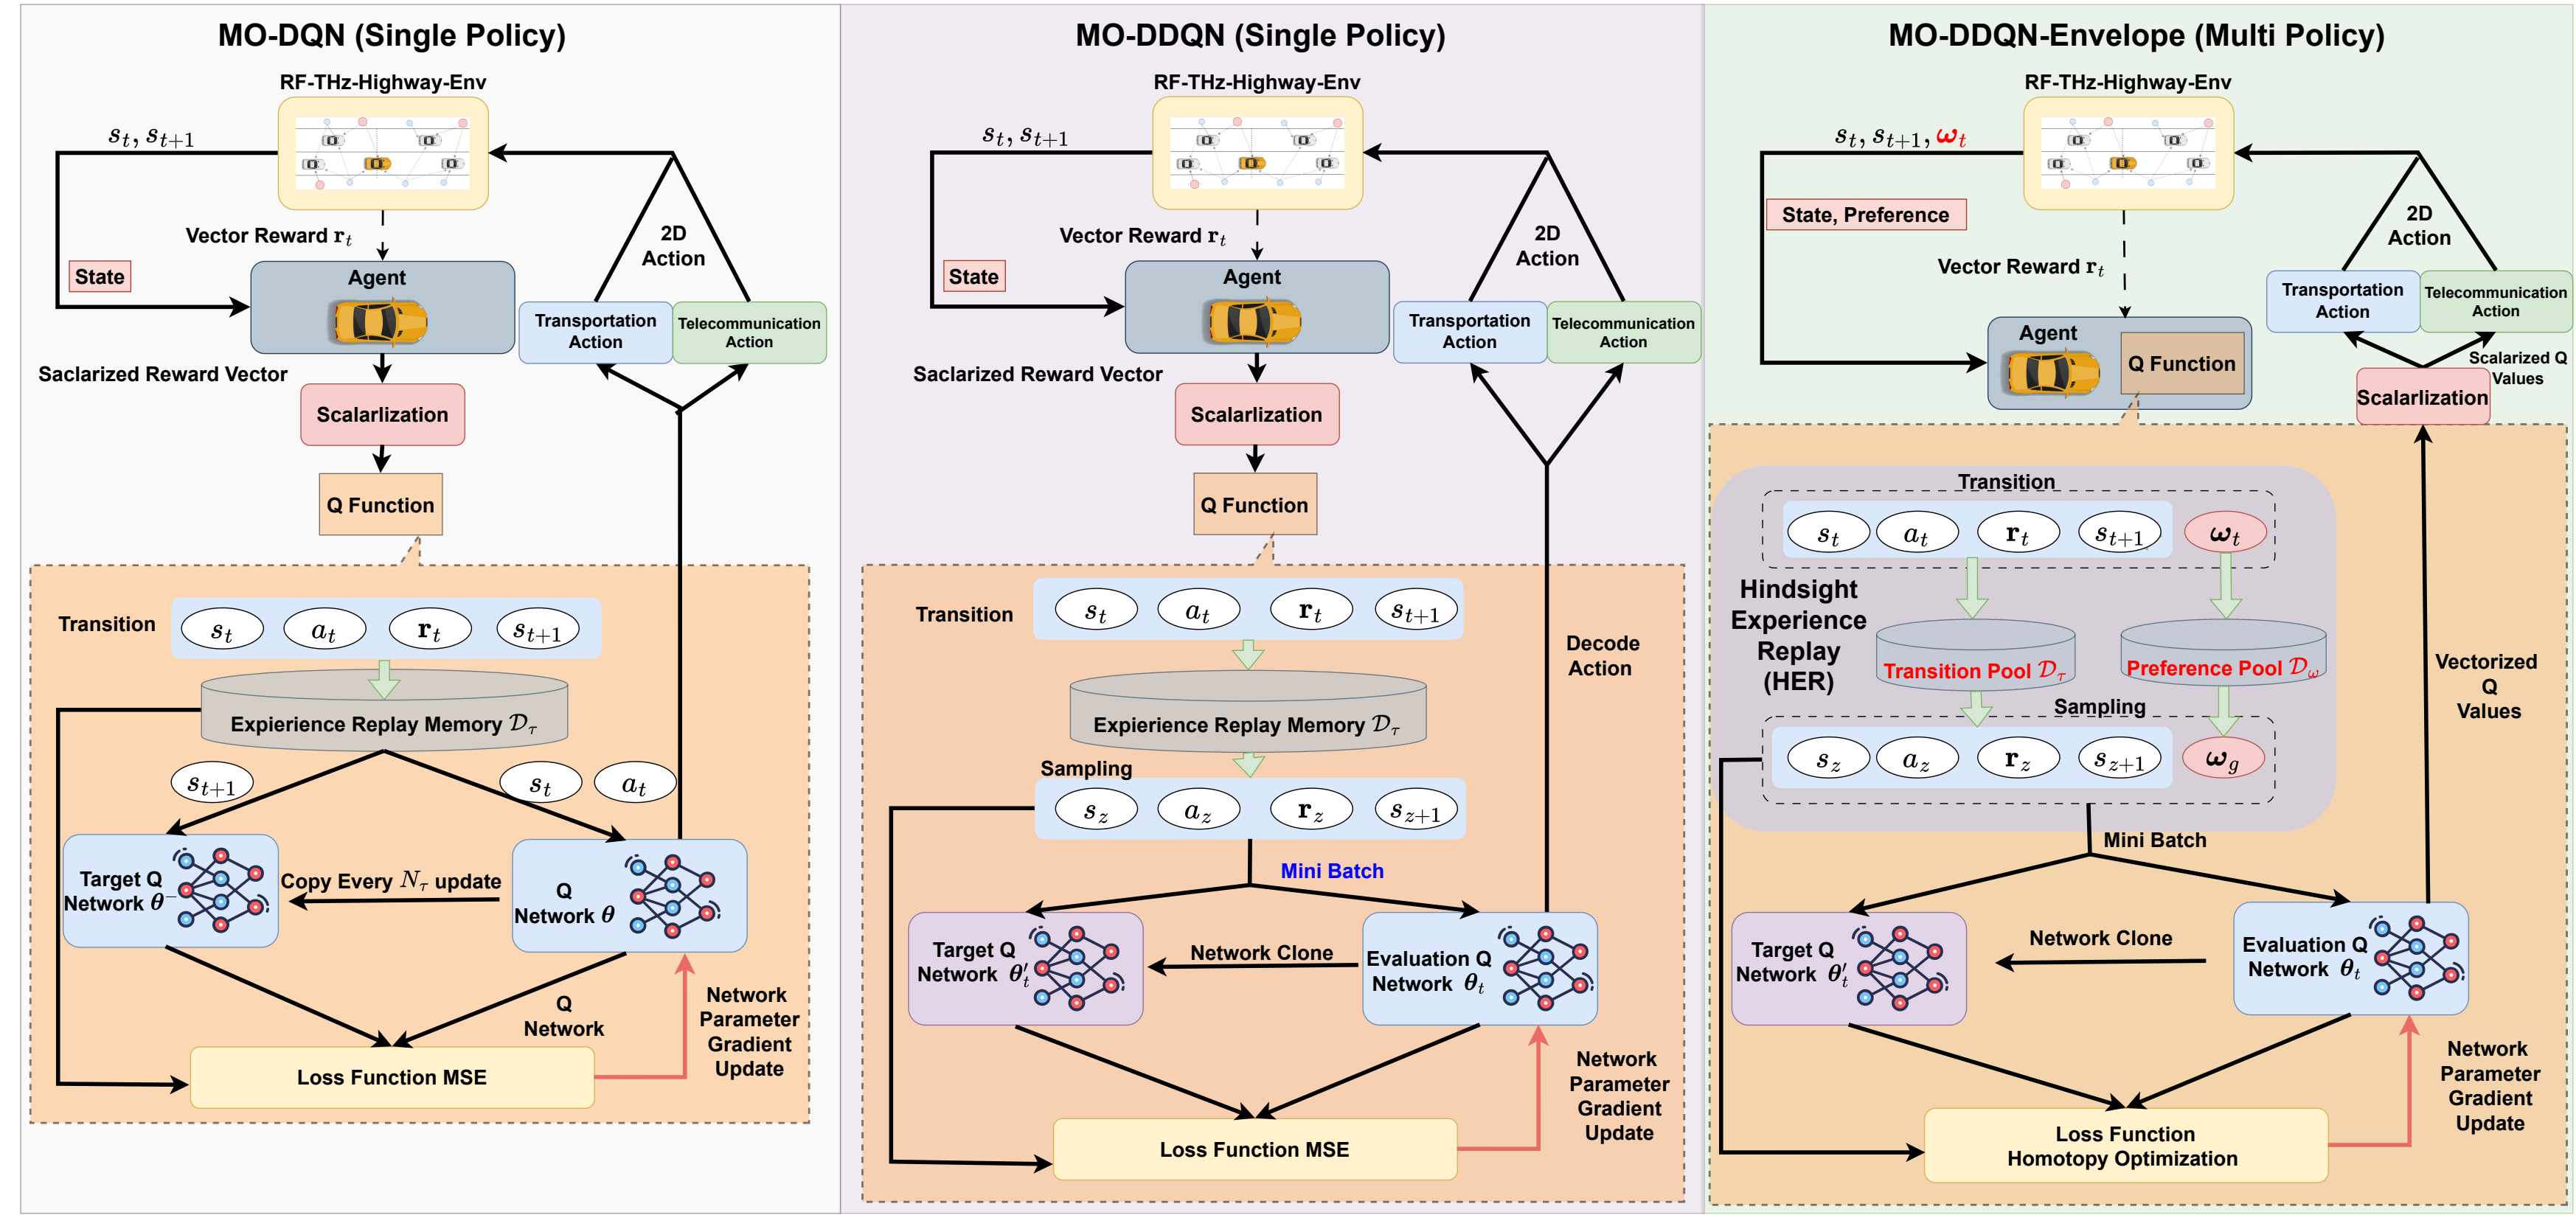 MO-DQN (Single Policy)
RF-THz-Highway-Env
s_t, s_{t+1}
Vector Reward r_t
State
Agent
2D
Action
Transportation
Action
Telecommunication
Action
Saclarized Reward Vector
Scalarlization
Q Function
Transition
s_t a_t r_t s_{t+1}
Expierience Replay Memory D_τ
s_{t+1}
s_t a_t
Target Q
Network θ^-
Copy Every N_τ update
Q
Network θ
Q
Network
Network
Parameter
Gradient
Update
Loss Function MSE
MO-DDQN (Single Policy)
RF-THz-Highway-Env
s_t, s_{t+1}
Vector Reward r_t
State
Agent
2D
Action
Transportation
Action
Telecommunication
Action
Saclarized Reward Vector
Scalarlization
Q Function
Transition
s_t a_t r_t s_{t+1}
Decode
Action
Expierience Replay Memory D_τ
Sampling
s_z a_z r_z s_{z+1}
Mini Batch
Target Q
Network θ'_t
Network Clone
Evaluation Q
Network θ_t
Network
Parameter
Gradient
Update
Loss Function MSE
MO-DDQN-Envelope (Multi Policy)
RF-THz-Highway-Env
s_t, s_{t+1}, ω_t
State, Preference
Vector Reward r_t
2D
Action
Transportation
Action
Telecommunication
Action
Agent
Q Function
Scalarized Q
Values
Scalarlization
Transition
s_t a_t r_t s_{t+1} ω_t
Hindsight
Experience
Replay
(HER)
Transition Pool D_τ
Preference Pool D_ω
Vectorized
Q
Values
Sampling
s_z a_z r_z s_{z+1} ω_g
Mini Batch
Target Q
Network θ'_t
Network Clone
Evaluation Q
Network θ_t
Network
Parameter
Gradient
Update
Loss Function
Homotopy Optimization